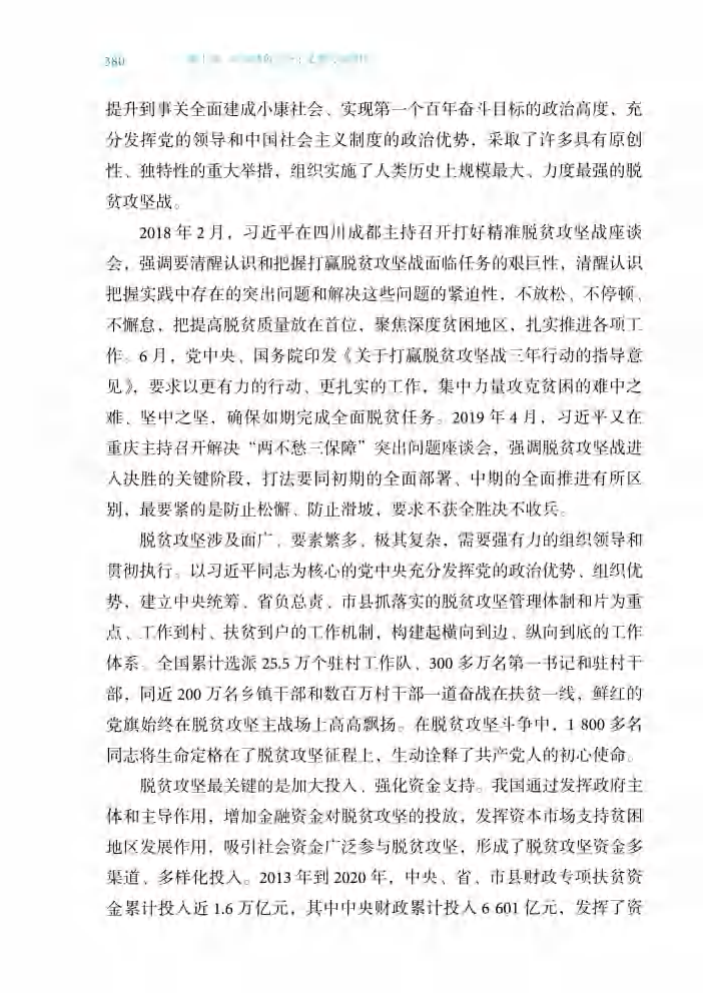 380
提升到事关全面建成小康社会、实现第一个百年奋斗目标的政治高度，充
分发挥党的领导和中国社会主义制度的政治优势，采取了许多具有原创
性、独特性的重大举措，组织实施了人类历史上规模最大、力度最强的脱
贫攻坚战。
2018 年 2 月，习近平在四川成都主持召开打好精准脱贫攻坚战座谈
会，强调要清醒认识和把握打赢脱贫攻坚战面临任务的艰巨性，清醒认识
把握实践中存在的突出问题和解决这些问题的紧迫性，不放松、不停顿、
不懈怠，把提高脱贫质量放在首位，聚焦深度贫困地区，扎实推进各项工
作。6 月，党中央、国务院印发《关于打赢脱贫攻坚战三年行动的指导意
见》，要求以更有力的行动、更扎实的工作，集中力量攻克贫困的难中之
难、坚中之坚，确保如期完成全面脱贫任务。2019 年 4 月，习近平又在
重庆主持召开解决“两不愁三保障”突出问题座谈会，强调脱贫攻坚战进
入决胜的关键阶段，打法要同初期的全面部署、中期的全面推进有所区
别，最要紧的是防止松懈、防止滑坡，要求不获全胜决不收兵。
脱贫攻坚涉及面广、要素繁多、极其复杂，需要强有力的组织领导和
贯彻执行。以习近平同志为核心的党中央充分发挥党的政治优势、组织优
势，建立中央统筹、省负总责、市县抓落实的脱贫攻坚管理体制和片为重
点、工作到村、扶贫到户的工作机制，构建起横向到边、纵向到底的工作
体系。全国累计选派 25.5 万个驻村工作队、300 多万名第一书记和驻村干
部，同近 200 万名乡镇干部和数百万村干部一道奋战在扶贫一线，鲜红的
党旗始终在脱贫攻坚主战场上高高飘扬。在脱贫攻坚斗争中，1 800 多名
同志将生命定格在了脱贫攻坚征程上，生动诠释了共产党人的初心使命。
脱贫攻坚最关键的是加大投入、强化资金支持。我国通过发挥政府主
体和主导作用，增加金融资金对脱贫攻坚的投放，发挥资本市场支持贫困
地区发展作用，吸引社会资金广泛参与脱贫攻坚，形成了脱贫攻坚资金多
渠道、多样化投入。2013 年到 2020 年，中央、省、市县财政专项扶贫资
金累计投入近 1.6 万亿元，其中中央财政累计投入 6 601 亿元，发挥了资